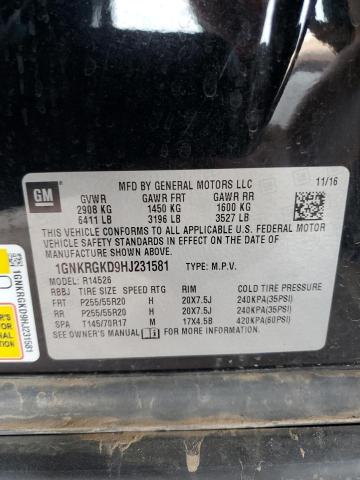 GM
MFD BY GENERAL MOTORS LLC
11/16
GVWR GAWR FRT GAWR RR
2908 KG 1450 KG 1600 KG
6411 LB 3196 LB 3527 LB
THIS VEHICLE CONFORMS TO ALL APPLICABLE U.S. FEDERAL MOTOR
VEHICLE SAFETY AND THEFT PREVENTION STANDARDS IN EFFECT
ON THE DATE OF MANUFACTURE SHOWN ABOVE.
1GNKRGKD9HJ231581 TYPE: M.P.V.
MODEL: R14526
RBBJ TIRE SIZE SPEED RTG RIM COLD TIRE PRESSURE
FRT P255/55R20 H 20X7.5J 240KPA(35PSI)
RR P255/55R20 H 20X7.5J 240KPA(35PSI)
SPA T145/70R17 M 17X4.5B 420KPA(60PSI)
SEE OWNER'S MANUAL FOR MORE INFORMATION.
1GNKRGKD9HJ231581